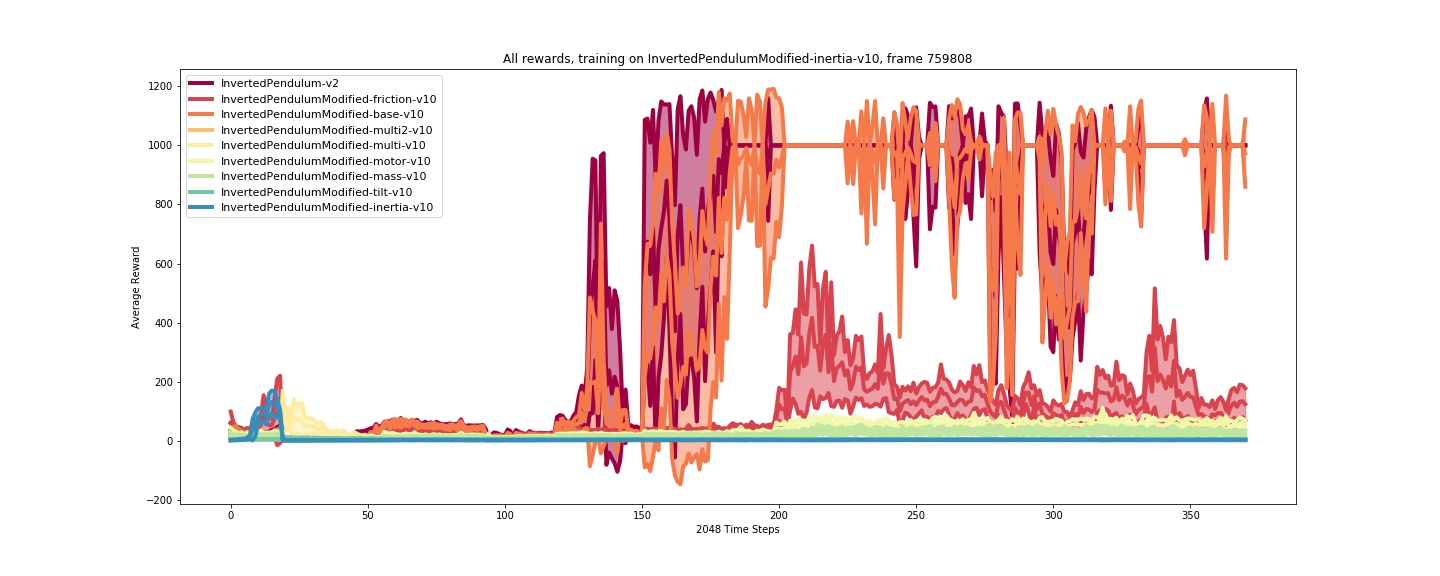 All rewards, training on InvertedPendulumModified-inertia-v10, frame 759808
InvertedPendulum-v2
InvertedPendulumModified-friction-v10
InvertedPendulumModified-base-v10
InvertedPendulumModified-multi2-v10
InvertedPendulumModified-multi-v10
InvertedPendulumModified-motor-v10
InvertedPendulumModified-mass-v10
InvertedPendulumModified-tilt-v10
InvertedPendulumModified-inertia-v10
Average Reward
1200
1000
800
600
400
200
0
−200
0 50 100 150 200 250 300 350
2048 Time Steps